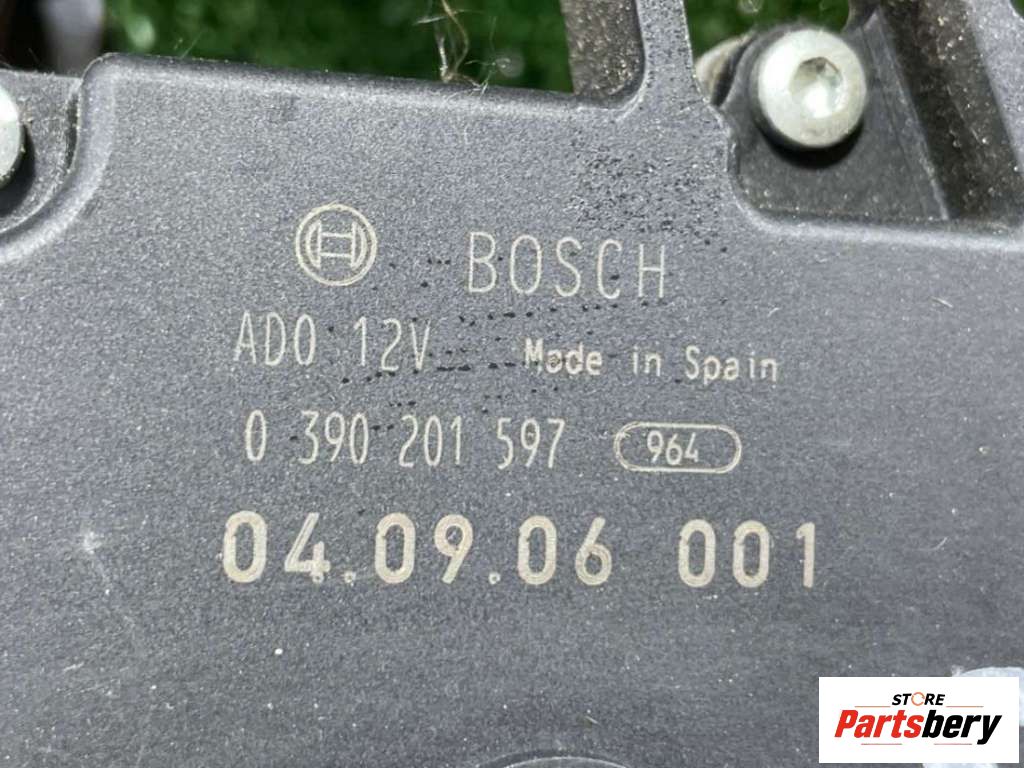 BOSCH
ADO 12V Made in Spain
0 390 201 597 964
04.09.06 001
STORE
Partsbery